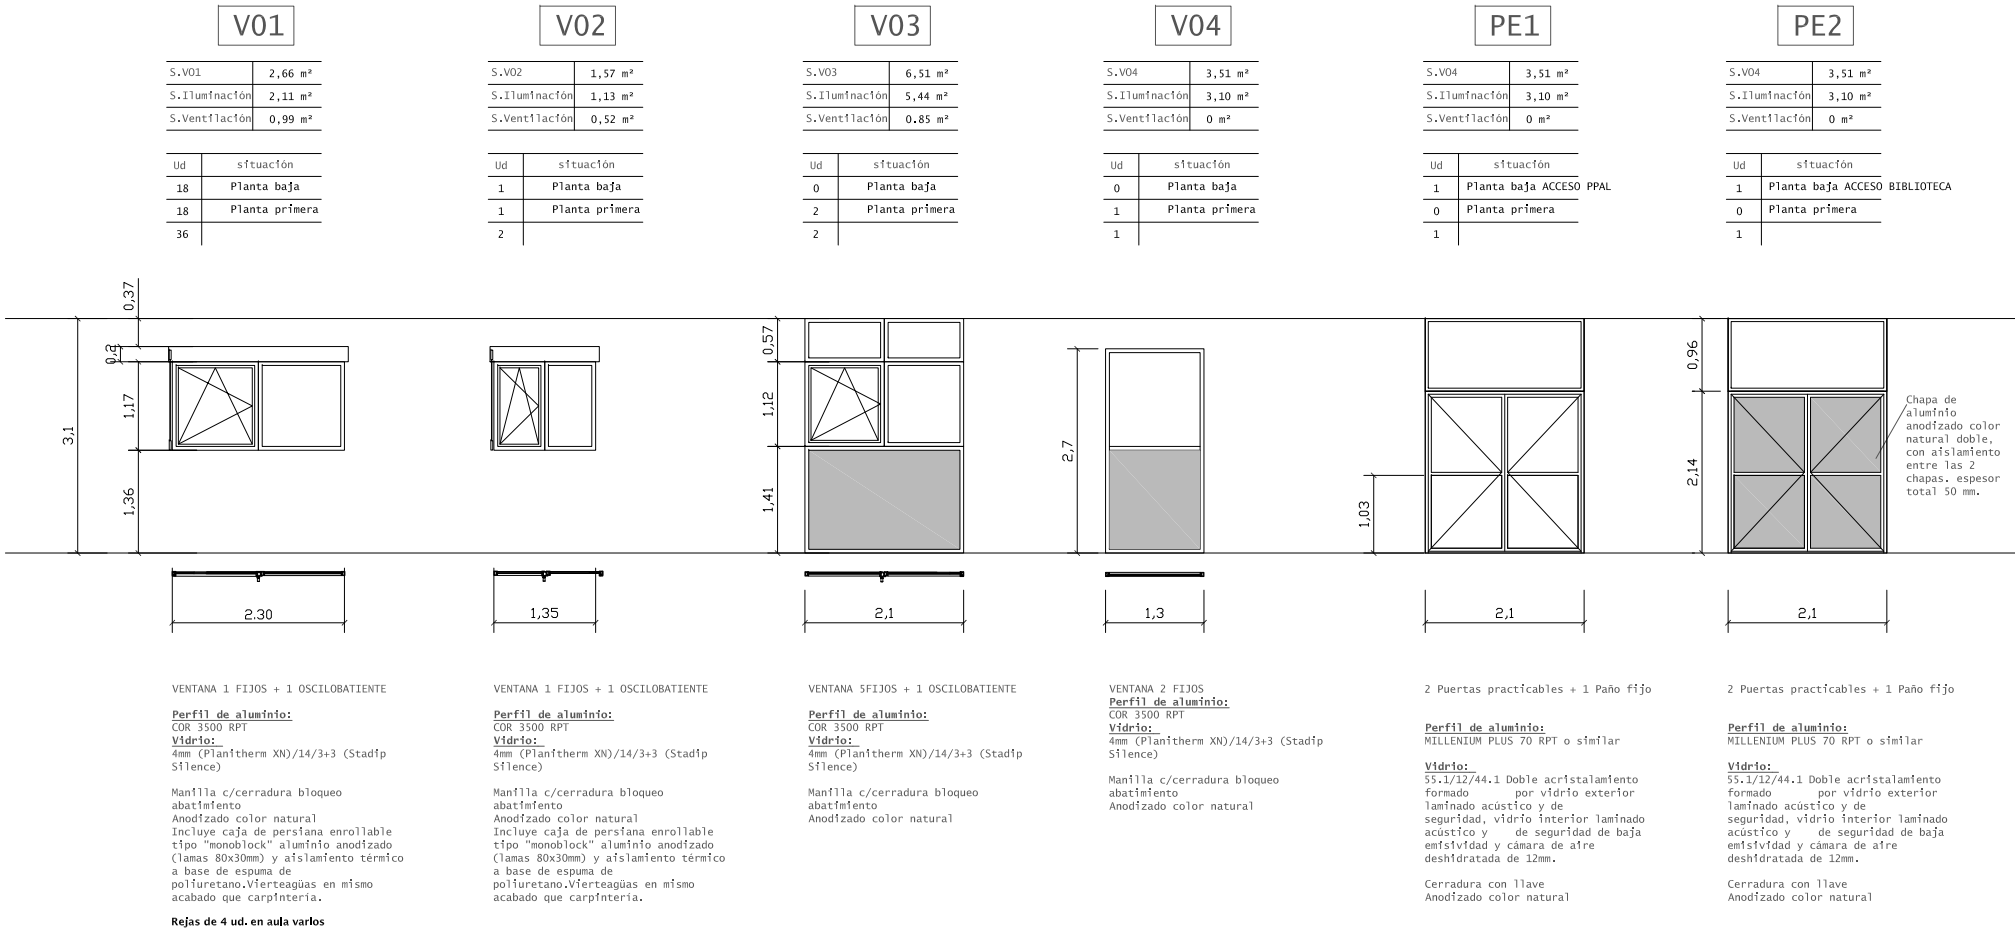 V01
S.VO1 2,66 m²
S.Iluminación 2,11 m²
S.Ventilación 0,99 m²
Ud situación
18 Planta baja
18 Planta primera
36
V02
S.VO2 1,57 m²
S.Iluminación 1,13 m²
S.Ventilación 0,52 m²
Ud situación
1 Planta baja
1 Planta primera
2
V03
S.VO3 6,51 m²
S.Iluminación 5,44 m²
S.Ventilación 0.85 m²
Ud situación
0 Planta baja
2 Planta primera
2
V04
S.VO4 3,51 m²
S.Iluminación 3,10 m²
S.Ventilación 0 m²
Ud situación
0 Planta baja
1 Planta primera
1
PE1
S.VO4 3,51 m²
S.Iluminación 3,10 m²
S.Ventilación 0 m²
Ud situación
1 Planta baja ACCESO PPAL
0 Planta primera
1
PE2
S.VO4 3,51 m²
S.Iluminación 3,10 m²
S.Ventilación 0 m²
Ud situación
1 Planta baja ACCESO BIBLIOTECA
0 Planta primera
1
3,1
0,37
0,2
1,17
1,36
2.30
1,35
0,57
1,12
1,41
2,1
2,7
1,3
1,03
2,1
0,96
2,14
2,1
Chapa de
aluminio
anodizado color
natural doble,
con aislamiento
entre las 2
chapas. espesor
total 50 mm.
VENTANA 1 FIJOS + 1 OSCILOBATIENTE
Perfil de aluminio:
COR 3500 RPT
Vidrio:
4mm (Planitherm XN)/14/3+3 (Stadip
Silence)
Manilla c/cerradura bloqueo
abatimiento
Anodizado color natural
Incluye caja de persiana enrollable
tipo "monoblock" aluminio anodizado
(lamas 80x30mm) y aislamiento térmico
a base de espuma de
poliuretano.Vierteagüas en mismo
acabado que carpintería.
Rejas de 4 ud. en aula varios
VENTANA 1 FIJOS + 1 OSCILOBATIENTE
Perfil de aluminio:
COR 3500 RPT
Vidrio:
4mm (Planitherm XN)/14/3+3 (Stadip
Silence)
Manilla c/cerradura bloqueo
abatimiento
Anodizado color natural
Incluye caja de persiana enrollable
tipo "monoblock" aluminio anodizado
(lamas 80x30mm) y aislamiento térmico
a base de espuma de
poliuretano.Vierteagüas en mismo
acabado que carpintería.
VENTANA 5FIJOS + 1 OSCILOBATIENTE
Perfil de aluminio:
COR 3500 RPT
Vidrio:
4mm (Planitherm XN)/14/3+3 (Stadip
Silence)
Manilla c/cerradura bloqueo
abatimiento
Anodizado color natural
VENTANA 2 FIJOS
Perfil de aluminio:
COR 3500 RPT
Vidrio:
4mm (Planitherm XN)/14/3+3 (Stadip
Silence)
Manilla c/cerradura bloqueo
abatimiento
Anodizado color natural
2 Puertas practicables + 1 Paño fijo
Perfil de aluminio:
MILLENIUM PLUS 70 RPT o similar
Vidrio:
55.1/12/44.1 Doble acristalamiento
formado por vidrio exterior
laminado acústico y de
seguridad, vidrio interior laminado
acústico y de seguridad de baja
emisividad y cámara de aire
deshidratada de 12mm.
Cerradura con llave
Anodizado color natural
2 Puertas practicables + 1 Paño fijo
Perfil de aluminio:
MILLENIUM PLUS 70 RPT o similar
Vidrio:
55.1/12/44.1 Doble acristalamiento
formado por vidrio exterior
laminado acústico y de
seguridad, vidrio interior laminado
acústico y de seguridad de baja
emisividad y cámara de aire
deshidratada de 12mm.
Cerradura con llave
Anodizado color natural